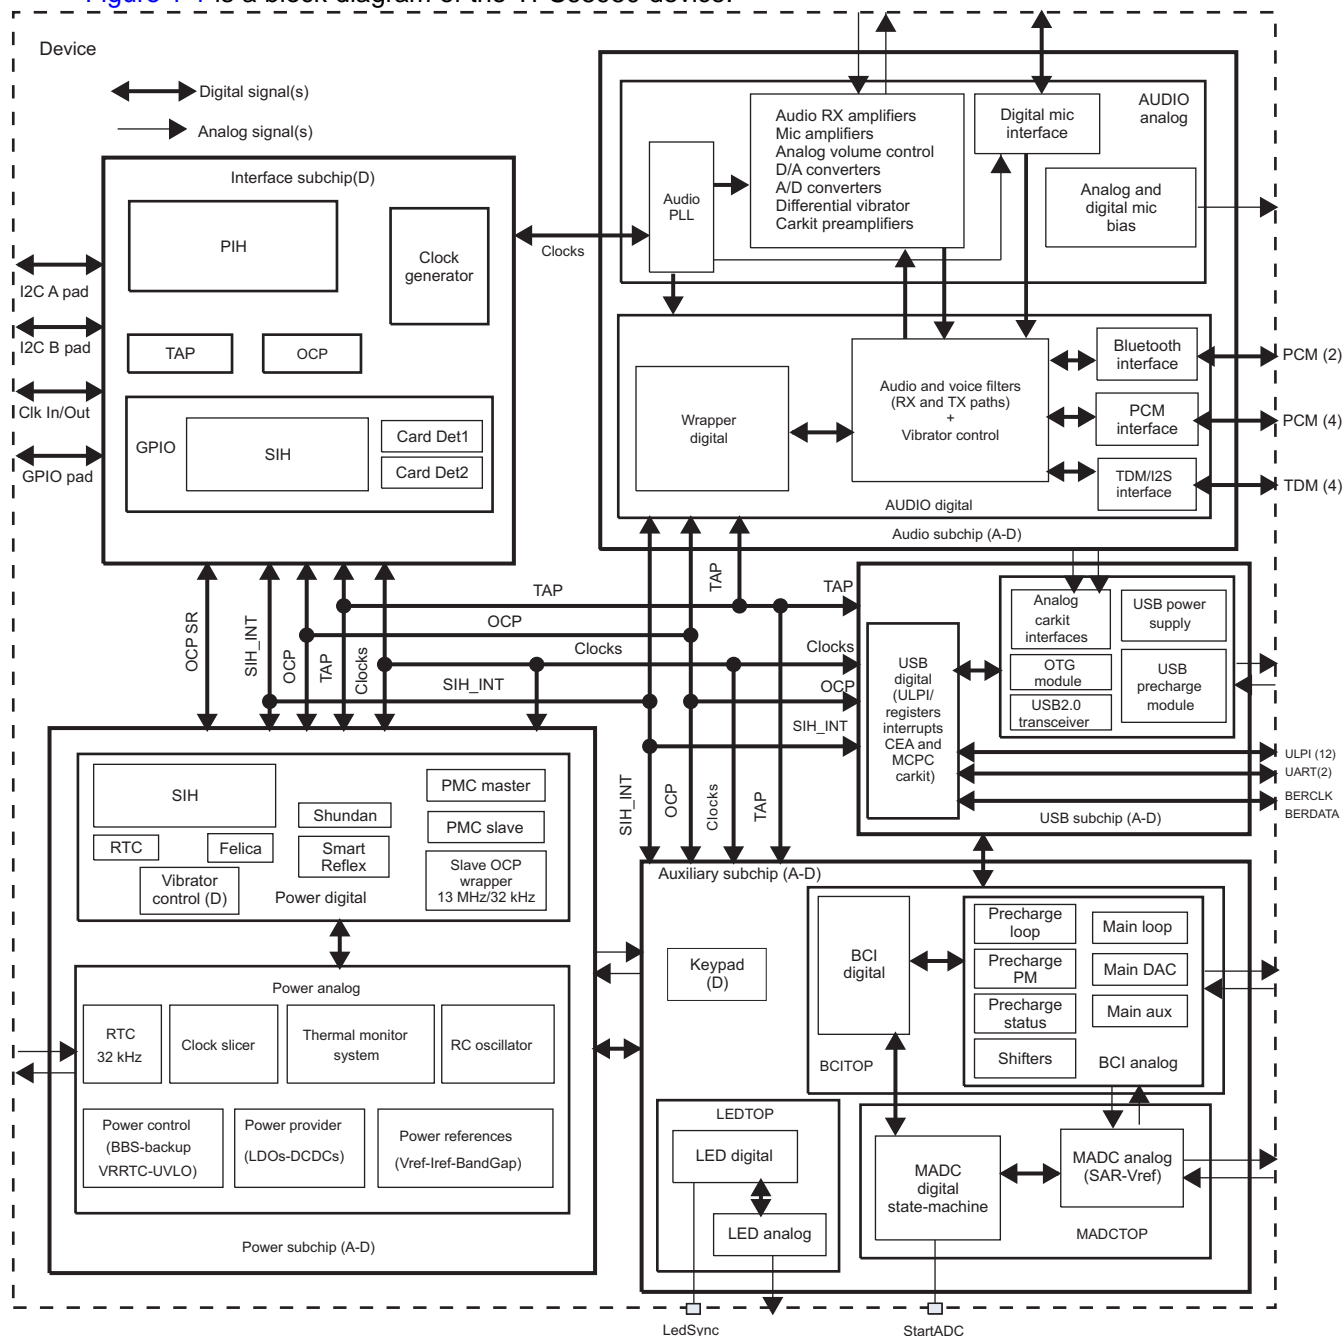 Figure 1-1 is a block diagram of the TPS65950 device.
Device
Digital signal(s)
Analog signal(s)
Interface subchip(D)
PIH
Clock
generator
TAP
OCP
GPIO
SIH
Card Det1
Card Det2
I2C A pad
I2C B pad
Clk In/Out
GPIO pad
Clocks
AUDIO
analog
Audio
PLL
Audio RX amplifiers
Mic amplifiers
Analog volume control
D/A converters
A/D converters
Differential vibrator
Carkit preamplifiers
Digital mic
interface
Analog and
digital mic
bias
Wrapper
digital
Audio and voice filters
(RX and TX paths)
+
Vibrator control
Bluetooth
interface
PCM
interface
TDM/I2S
interface
AUDIO digital
Audio subchip (A-D)
PCM (2)
PCM (4)
TDM (4)
OCP SR
SIH_INT
OCP
TAP
Clocks
TAP
OCP
Clocks
SIH_INT
TAP
TAP
Clocks
OCP
SIH_INT
SIH_INT
OCP
Clocks
TAP
USB
digital
(ULPI/
registers
interrupts
CEA and
MCPC
carkit)
Analog
carkit
interfaces
OTG
module
USB2.0
transceiver
USB power
supply
USB
precharge
module
USB subchip (A-D)
ULPI (12)
UART(2)
BERCLK
BERDATA
SIH
RTC
Felica
Vibrator
control (D)
Shundan
Smart
Reflex
PMC master
PMC slave
Slave OCP
wrapper
13 MHz/32 kHz
Power digital
Power analog
RTC
32 kHz
Clock slicer
Thermal monitor
system
RC oscillator
Power control
(BBS-backup
VRRTC-UVLO)
Power provider
(LDOs-DCDCs)
Power references
(Vref-Iref-BandGap)
Power subchip (A-D)
Auxiliary subchip (A-D)
Keypad
(D)
BCI
digital
BCITOP
Precharge
loop
Precharge
PM
Precharge
status
Shifters
Main loop
Main DAC
Main aux
BCI analog
LEDTOP
LED digital
LED analog
MADC
digital
state-machine
MADC analog
(SAR-Vref)
MADCTOP
LedSync
StartADC